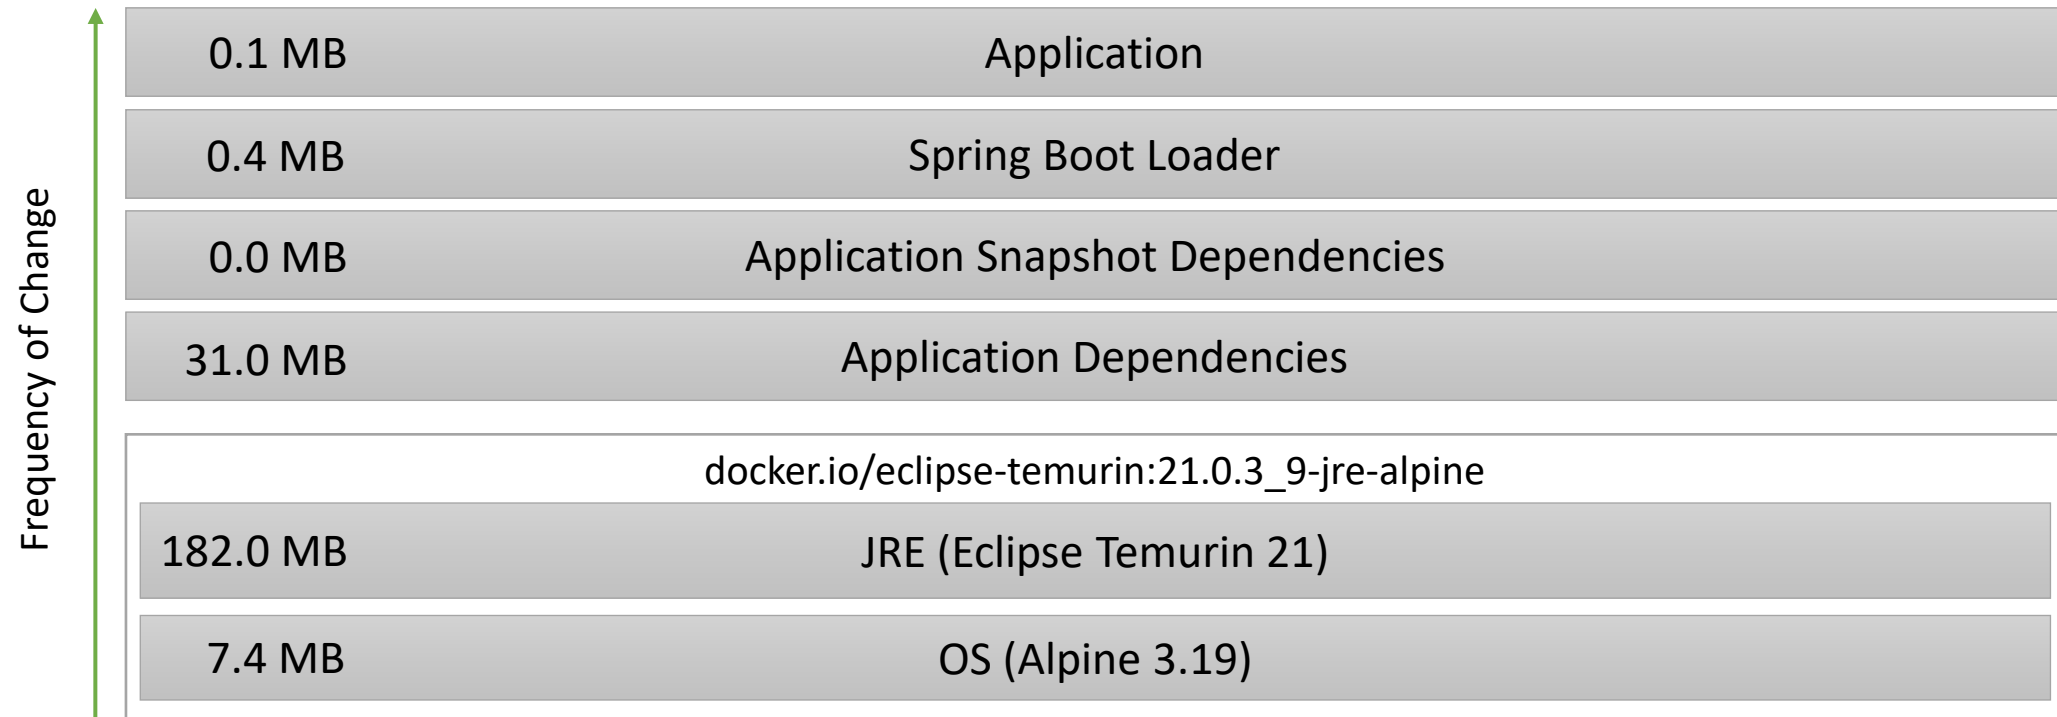 Frequency of Change
0.1 MB Application
0.4 MB Spring Boot Loader
0.0 MB Application Snapshot Dependencies
31.0 MB Application Dependencies
docker.io/eclipse-temurin:21.0.3_9-jre-alpine
182.0 MB JRE (Eclipse Temurin 21)
7.4 MB OS (Alpine 3.19)